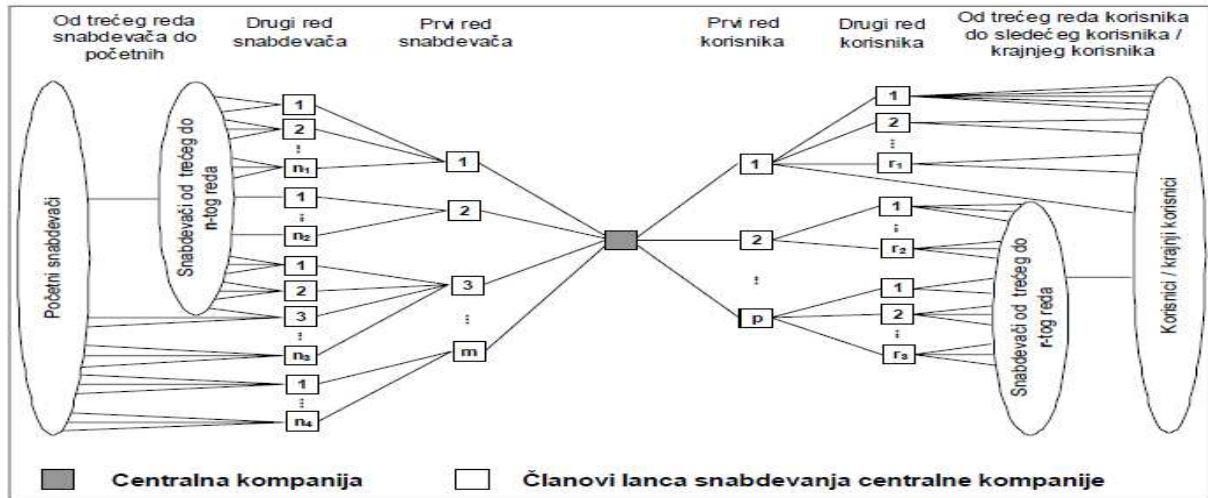 Od trećeg reda
snabdevača do
početnih
Drugi red
snabdevača
Prvi red
snabdevača
Prvi red
korisnika
Drugi red
korisnika
Od trećeg reda korisnika
do sledećeg korisnika /
krajnjeg korisnika
Početni snabdevači
Snabdevači od trećeg do
n-tog reda
1
2
⋮
n₁
1
⋮
n₂
1
2
3
⋮
n₃
1
⋮
n₄
1
2
3
⋮
m
1
2
⋮
p
1
2
⋮
r₁
1
⋮
r₂
1
2
⋮
r₃
Snabdevači od trećeg do
r-tog reda
Korisnici / krajnji korisnici
Centralna kompanija
Članovi lanca snabdevanja centralne kompanije